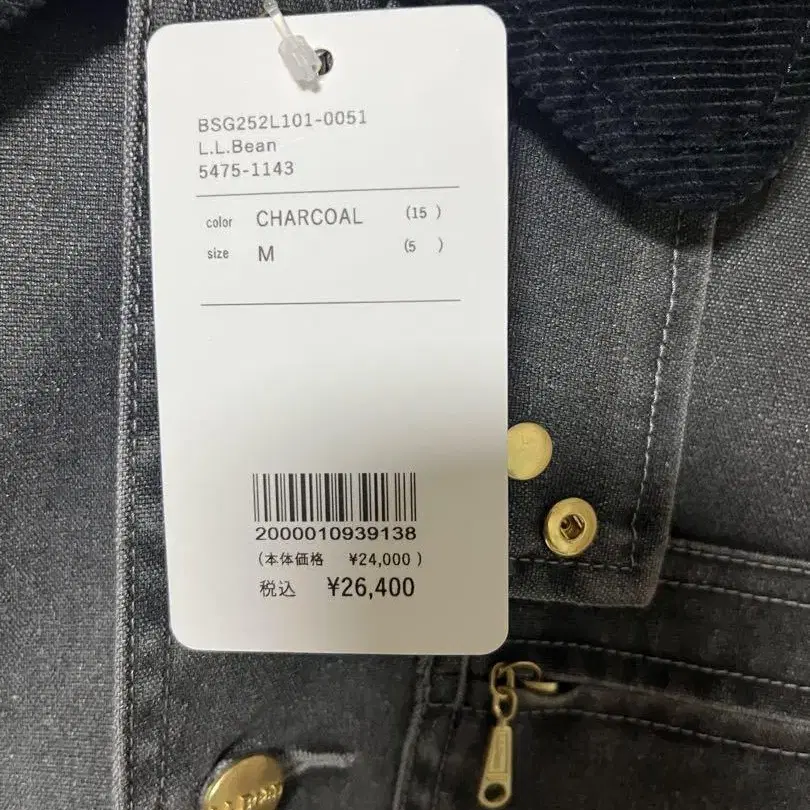 BSG252L101-0051
L.L.Bean
5475-1143
color CHARCOAL (15 )
size M (5 )
2000010939138
(本体価格 ¥24,000 )
税込 ¥26,400
L.L.Bean